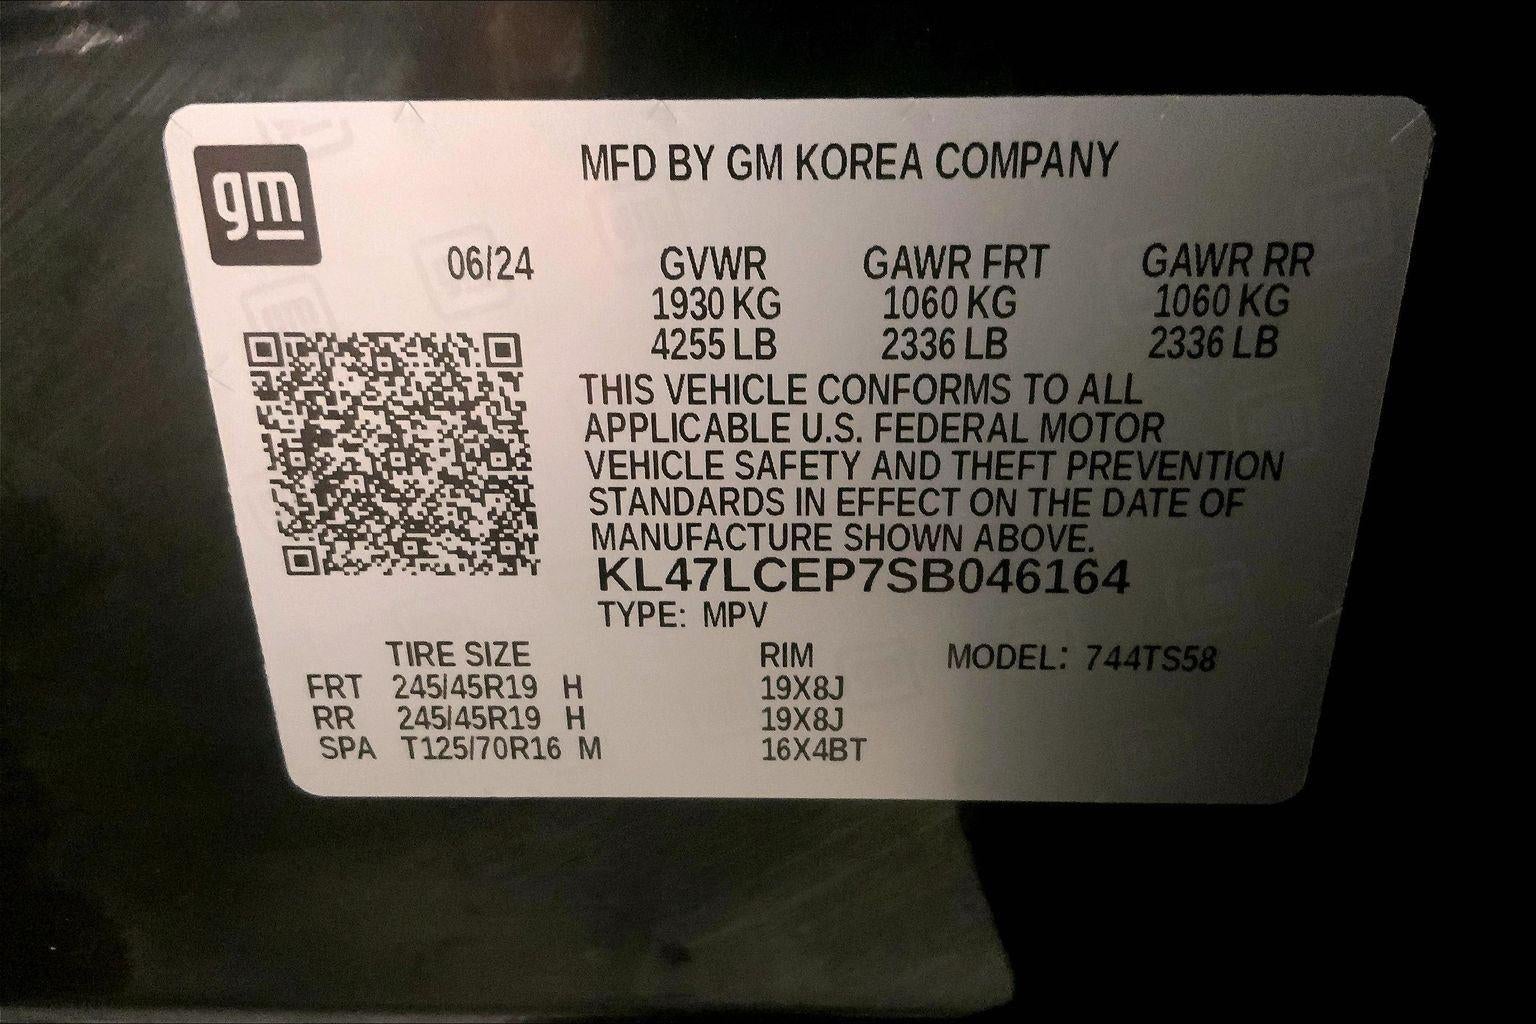 gm
MFD BY GM KOREA COMPANY
06/24 GVWR GAWR FRT GAWR RR
1930 KG 1060 KG 1060 KG
4255 LB 2336 LB 2336 LB
THIS VEHICLE CONFORMS TO ALL
APPLICABLE U.S. FEDERAL MOTOR
VEHICLE SAFETY AND THEFT PREVENTION
STANDARDS IN EFFECT ON THE DATE OF
MANUFACTURE SHOWN ABOVE.
KL47LCEP7SB046164
TYPE: MPV
TIRE SIZE RIM MODEL: 744TS58
FRT 245/45R19 H 19X8J
RR 245/45R19 H 19X8J
SPA T125/70R16 M 16X4BT